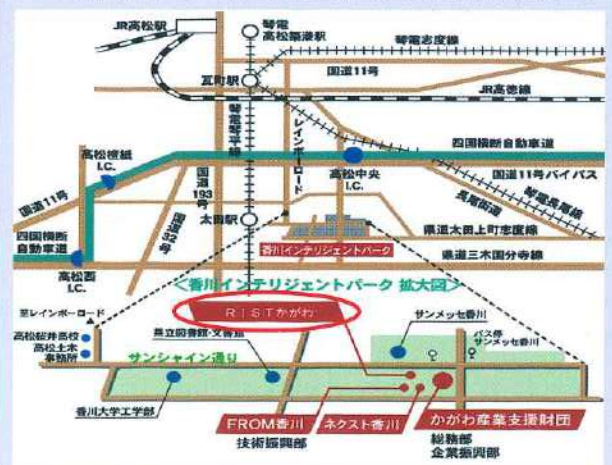 JR高松駅
琴電
高松築港駅
琴電志度線
国道11号
瓦町駅
JR高徳線
琴電琴平線
レインボーロード
四国横断自動車道
高松檀紙
I.C.
高松中央
I.C.
国道11号バイパス
国道11号
国道193号
国道32号
琴電長尾線
長尾街道
太田駅
県道太田上町志度線
四国横断
自動車道
香川インテリジェントパーク
県道三木国分寺線
高松西
I.C.
<香川インテリジェントパーク 拡大図>
至レインボーロード
RISTかがわ
サンメッセ香川
高松桜井高校
高松土木
事務所
県立図書館・文書館
バス停
サンメッセ香川
サンシャイン通り
香川大学工学部
FROM香川
技術振興部
ネクスト香川
かがわ産業支援財団
総務部
企業振興部